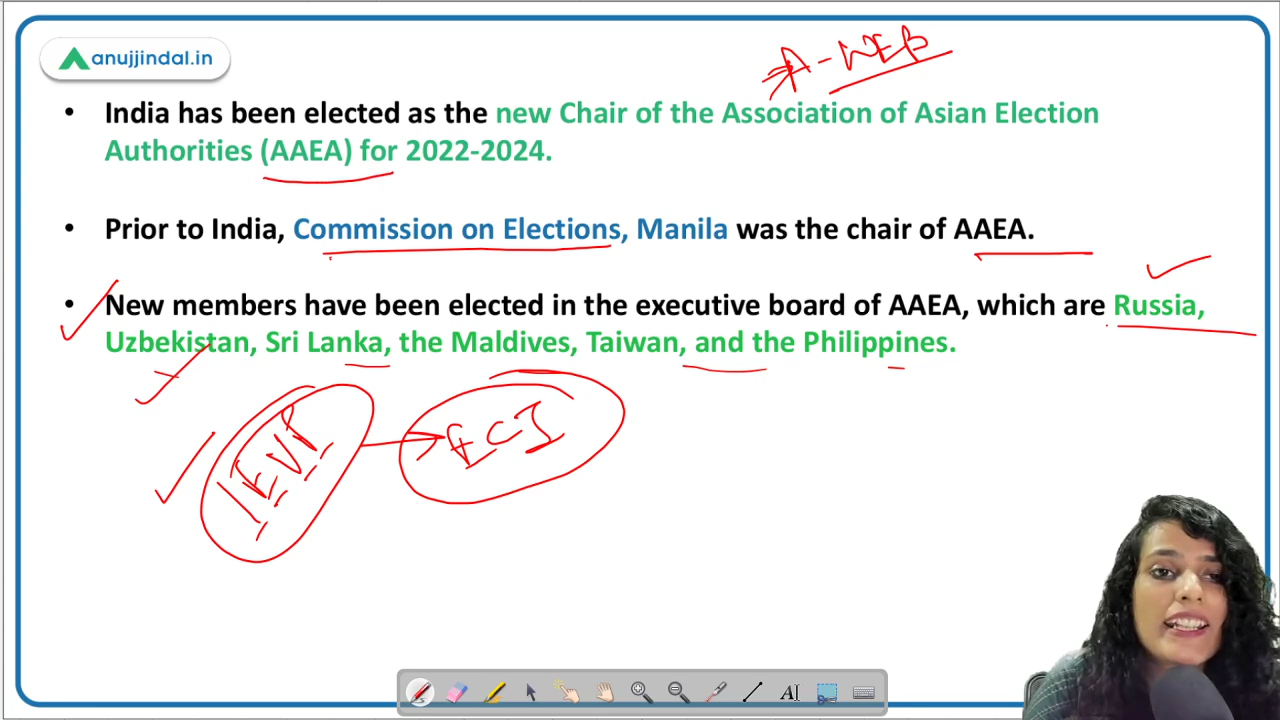 anujjindal.in
A-WEB
• India has been elected as the new Chair of the Association of Asian Election
Authorities (AAEA) for 2022-2024.
• Prior to India, Commission on Elections, Manila was the chair of AAEA.
• New members have been elected in the executive board of AAEA, which are Russia,
Uzbekistan, Sri Lanka, the Maldives, Taiwan, and the Philippines.
IEVP
ECI
AI